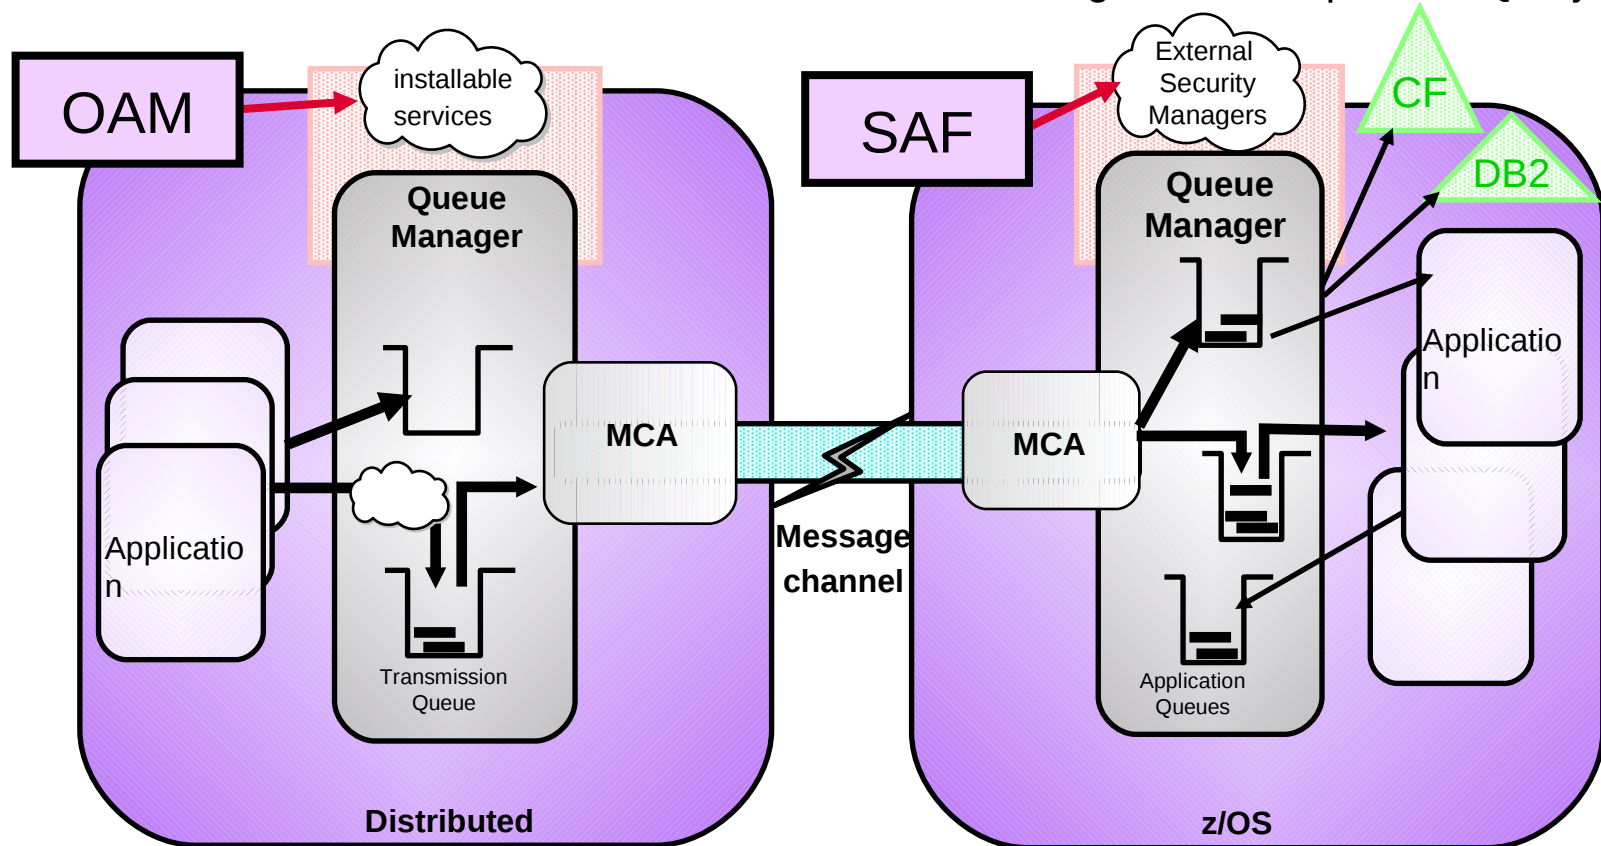 OAM
installable
services
External
Security
Managers
SAF
CF
DB2
Queue
Manager
Queue
Manager
Applicatio
n
MCA
MCA
Message
channel
Applicatio
n
Transmission
Queue
Application
Queues
Distributed
z/OS